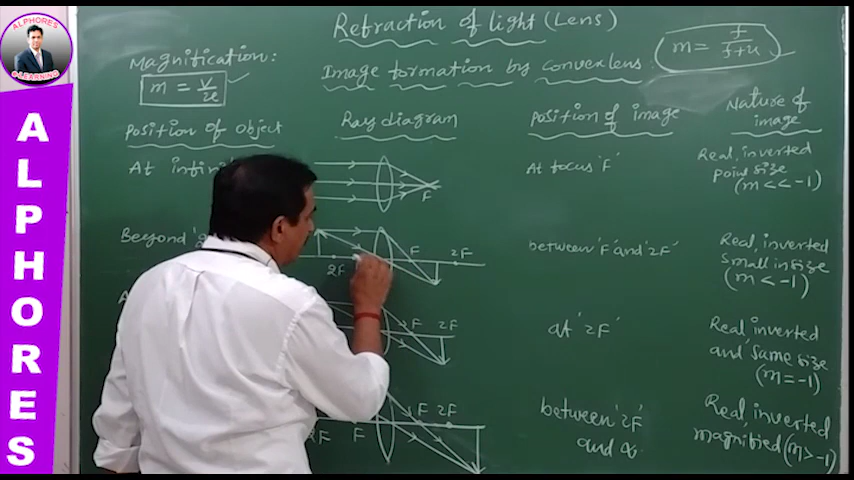 ALPHORES
e-LEARNING
ALPHORES
Refraction of light (Lens)
Magnification:
m = v/u
Image formation by convex lens
m = f/f+u
Position of object
Ray diagram
Position of image
Nature of image
At infini
F
At focus 'F'
Real, inverted
point size
(m << -1)
Beyond
2F
F
2F
between 'F' and '2F'
Real, inverted
small in size
(m < -1)
A
F
2F
at '2F'
Real, inverted
and same size
(m = -1)
2F
F
F
2F
between '2F'
and ∝
Real, inverted
magnified (m > -1)